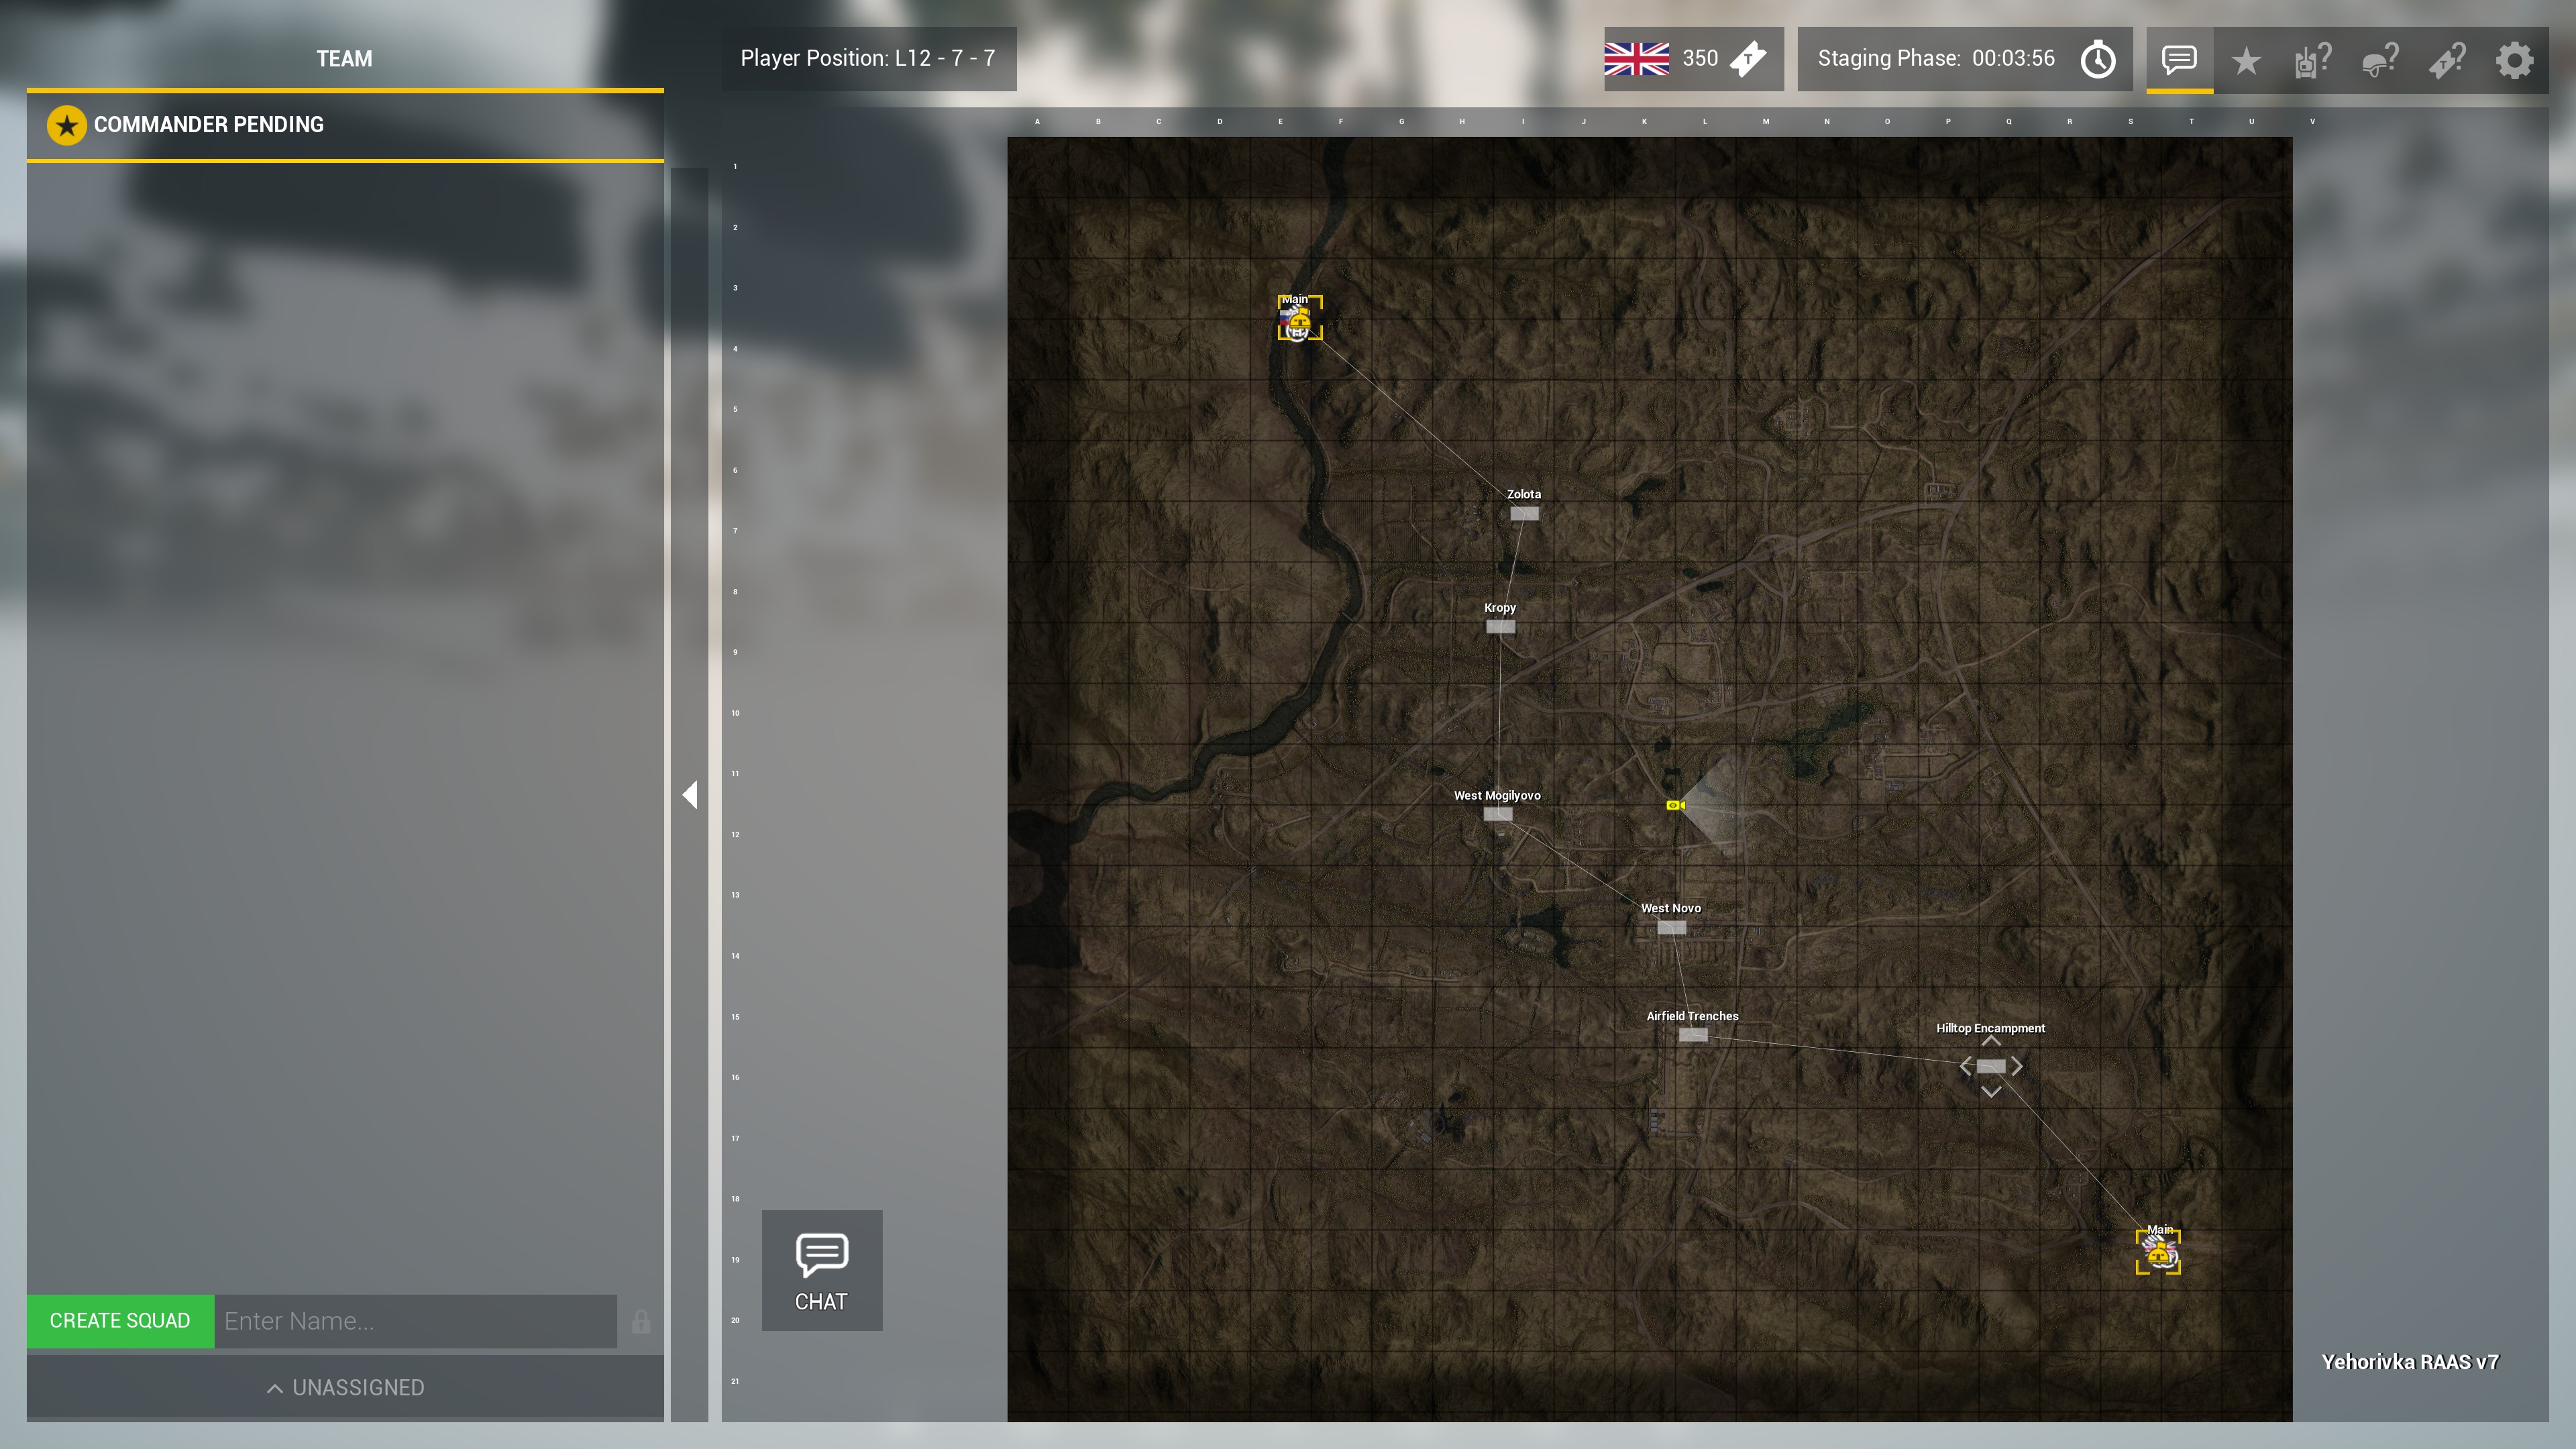 TEAM
Player Position: L12 - 7 - 7
350
T
Staging Phase: 00:03:56
? ? T?
COMMANDER PENDING
A B C D E F G H I J K L M N O P Q R S T U V
1
2
3
Main
4
5
6
Zolota
7
8
Kropy
9
10
11
West Mogilyovo
12
13
West Novo
14
15
Airfield Trenches
Hilltop Encampment
16
17
18
Main
19
CHAT
20
CREATE SQUAD Enter Name...
Yehorivka RAAS v7
21
UNASSIGNED